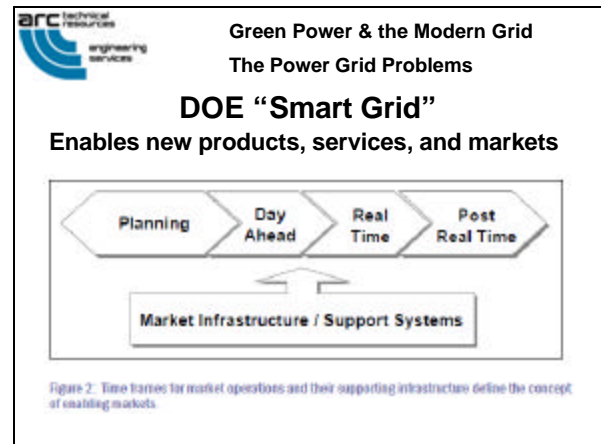 arc technical
resources
engineering
services
Green Power & the Modern Grid
The Power Grid Problems
DOE “Smart Grid”
Enables new products, services, and markets
Planning
Day
Ahead
Real
Time
Post
Real Time
Market Infrastructure / Support Systems
Figure 2: Time frames for market operations and their supporting infrastructure define the concept
of enabling markets.